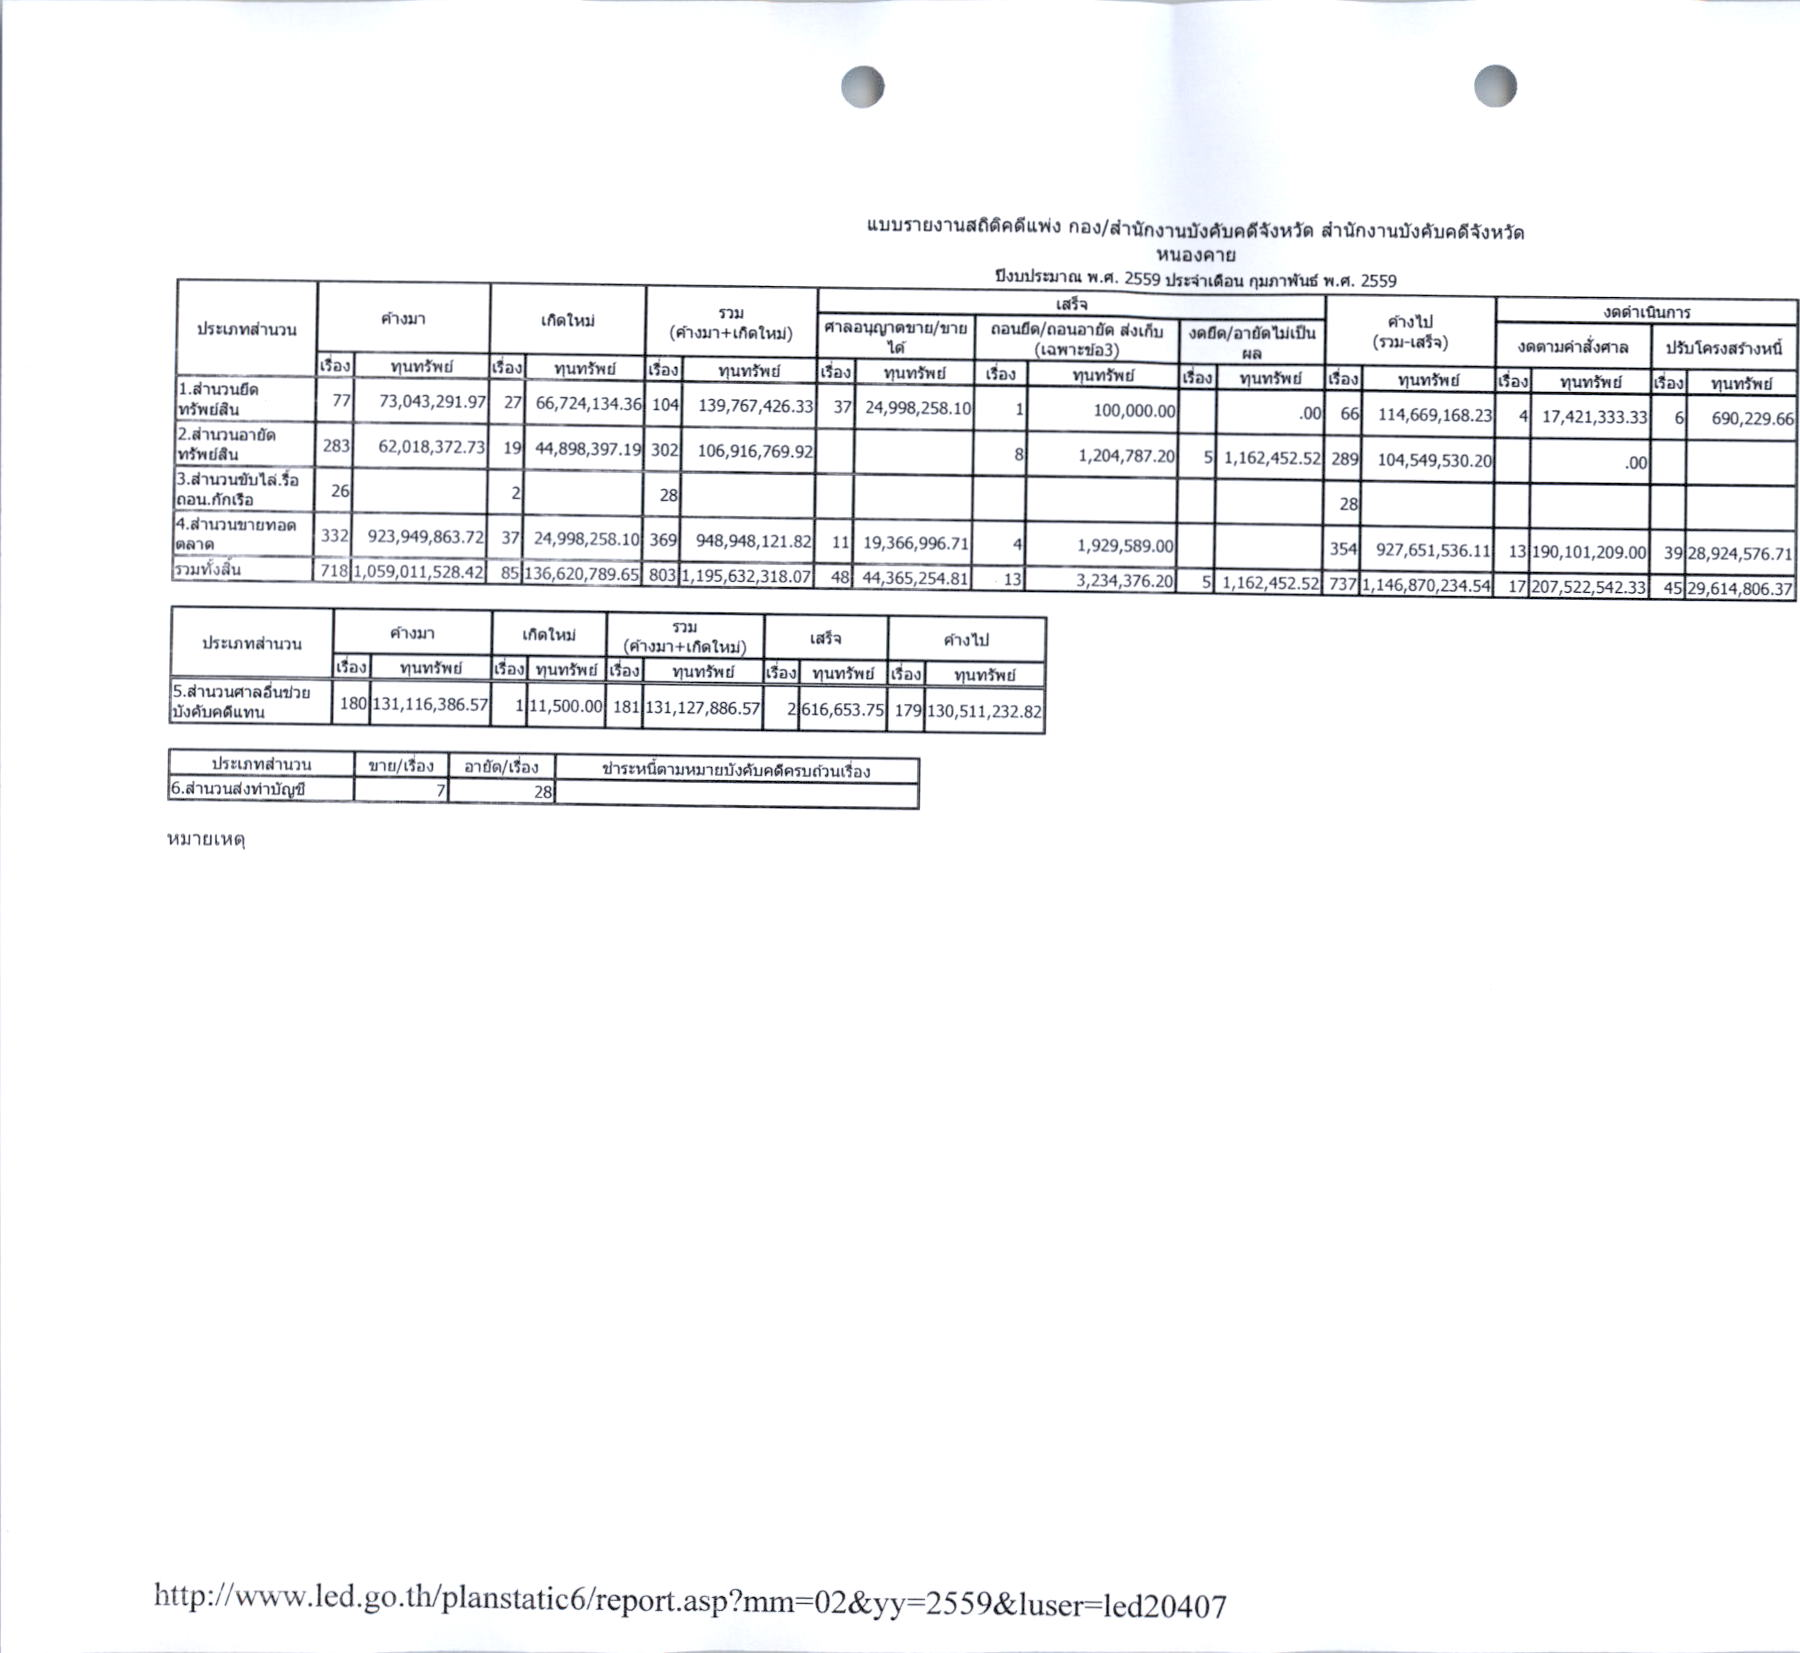 แบบรายงานสถิติคดีแพ่ง กอง/สำนักงานบังคับคดีจังหวัด สำนักงานบังคับคดีจังหวัด
หนองคาย
ปีงบประมาณ พ.ศ. 2559 ประจำเดือน กุมภาพันธ์ พ.ศ. 2559
ประเภทสำนวน ค้างมา เกิดใหม่ รวม (ค้างมา+เกิดใหม่) เสร็จ ค้างไป (รวม-เสร็จ) งดดำเนินการ
ศาลอนุญาตขาย/ขายได้ ถอนยึด/ถอนอายัด ส่งเก็บ (เฉพาะข้อ3) งดยึด/อายัดไม่เป็นผล งดตามคำสั่งศาล ปรับโครงสร้างหนี้
เรื่อง ทุนทรัพย์ เรื่อง ทุนทรัพย์ เรื่อง ทุนทรัพย์ เรื่อง ทุนทรัพย์ เรื่อง ทุนทรัพย์ เรื่อง ทุนทรัพย์ เรื่อง ทุนทรัพย์ เรื่อง ทุนทรัพย์ เรื่อง ทุนทรัพย์
1.สำนวนยึดทรัพย์สิน 77 73,043,291.97 27 66,724,134.36 104 139,767,426.33 37 24,998,258.10 1 100,000.00 .00 66 114,669,168.23 4 17,421,333.33 6 690,229.66
2.สำนวนอายัดทรัพย์สิน 283 62,018,372.73 19 44,898,397.19 302 106,916,769.92 8 1,204,787.20 5 1,162,452.52 289 104,549,530.20 .00
3.สำนวนขับไล่.รื้อถอน.กักเรือ 26 2 28 28
4.สำนวนขายทอดตลาด 332 923,949,863.72 37 24,998,258.10 369 948,948,121.82 11 19,366,996.71 4 1,929,589.00 354 927,651,536.11 13 190,101,209.00 39 28,924,576.71
รวมทั้งสิ้น 718 1,059,011,528.42 85 136,620,789.65 803 1,195,632,318.07 48 44,365,254.81 13 3,234,376.20 5 1,162,452.52 737 1,146,870,234.54 17 207,522,542.33 45 29,614,806.37
ประเภทสำนวน ค้างมา เกิดใหม่ รวม (ค้างมา+เกิดใหม่) เสร็จ ค้างไป
เรื่อง ทุนทรัพย์ เรื่อง ทุนทรัพย์ เรื่อง ทุนทรัพย์ เรื่อง ทุนทรัพย์ เรื่อง ทุนทรัพย์
5.สำนวนศาลอื่นช่วยบังคับคดีแทน 180 131,116,386.57 1 11,500.00 181 131,127,886.57 2 616,653.75 179 130,511,232.82
ประเภทสำนวน ขาย/เรื่อง อายัด/เรื่อง ชำระหนี้ตามหมายบังคับคดีครบถ้วนเรื่อง
6.สำนวนส่งทำบัญชี 7 28
หมายเหตุ
http://www.led.go.th/planstatic6/report.asp?mm=02&yy=2559&luser=led20407